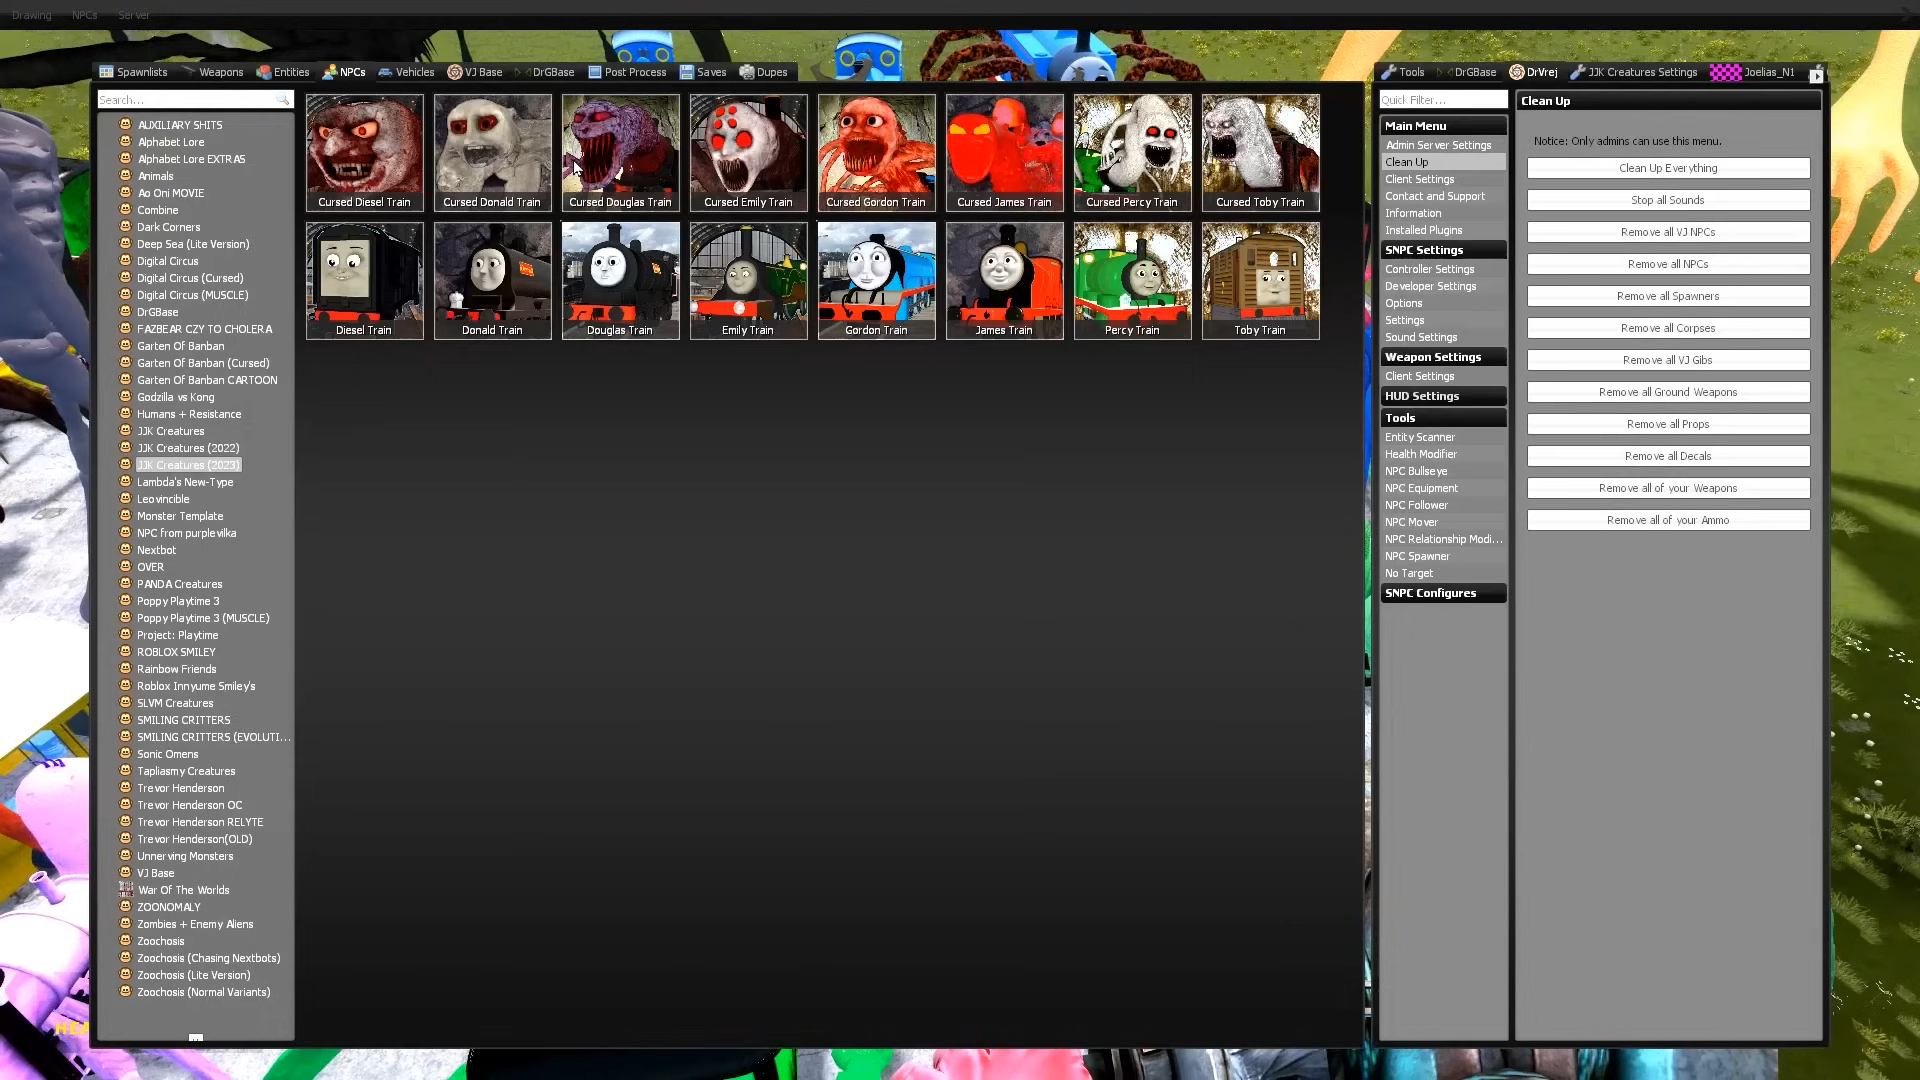 Drawing NPCs Server
Spawnlists Weapons Entities NPCs Vehicles VJ Base DrGBase Post Process Saves Dupes
Tools DrGBase DrVrej JJK Creatures Settings Joelias_N1
Search...
AUXILIARY SHITS
Alphabet Lore
Alphabet Lore EXTRAS
Animals
Ao Oni MOVIE
Combine
Dark Corners
Deep Sea (Lite Version)
Digital Circus
Digital Circus (Cursed)
Digital Circus (MUSCLE)
DrGBase
FAZBEAR CZY TO CHOLERA
Garten Of Banban
Garten Of Banban (Cursed)
Garten Of Banban CARTOON
Godzilla vs Kong
Humans + Resistance
JJK Creatures
JJK Creatures (2022)
JJK Creatures (2023)
Lambda's New-Type
Leovincible
Monster Template
NPC from purplevilka
Nextbot
OVER
PANDA Creatures
Poppy Playtime 3
Poppy Playtime 3 (MUSCLE)
Project: Playtime
ROBLOX SMILEY
Rainbow Friends
Roblox Innyume Smiley's
SLVM Creatures
SMILING CRITTERS
SMILING CRITTERS (EVOLUTI...
Sonic Omens
Tapliasmy Creatures
Trevor Henderson
Trevor Henderson OC
Trevor Henderson RELYTE
Trevor Henderson(OLD)
Unnerving Monsters
VJ Base
War Of The Worlds
ZOONOMALY
Zombies + Enemy Aliens
Zoochosis
Zoochosis (Chasing Nextbots)
Zoochosis (Lite Version)
Zoochosis (Normal Variants)
Cursed Diesel Train Cursed Donald Train Cursed Douglas Train Cursed Emily Train Cursed Gordon Train Cursed James Train Cursed Percy Train Cursed Toby Train
Diesel Train Donald Train Douglas Train Emily Train Gordon Train James Train Percy Train Toby Train
Quick Filter...
Main Menu
Admin Server Settings
Clean Up
Client Settings
Contact and Support
Information
Installed Plugins
SNPC Settings
Controller Settings
Developer Settings
Options
Settings
Sound Settings
Weapon Settings
Client Settings
HUD Settings
Tools
Entity Scanner
Health Modifier
NPC Bullseye
NPC Equipment
NPC Follower
NPC Mover
NPC Relationship Modi...
NPC Spawner
No Target
SNPC Configures
Clean Up
Notice: Only admins can use this menu.
Clean Up Everything
Stop all Sounds
Remove all VJ NPCs
Remove all NPCs
Remove all Spawners
Remove all Corpses
Remove all VJ Gibs
Remove all Ground Weapons
Remove all Props
Remove all Decals
Remove all of your Weapons
Remove all of your Ammo